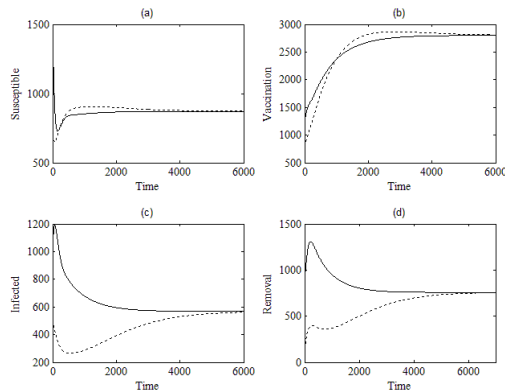 (a)
1500
1000
500
Susceptible
0 2000 4000 6000
Time
(b)
3000
2500
2000
1500
1000
500
Vaccination
0 2000 4000 6000
Time
(c)
1200
1000
800
600
400
200
Infected
0 2000 4000 6000
Time
(d)
1500
1000
500
0
Removal
0 2000 4000 6000
Time